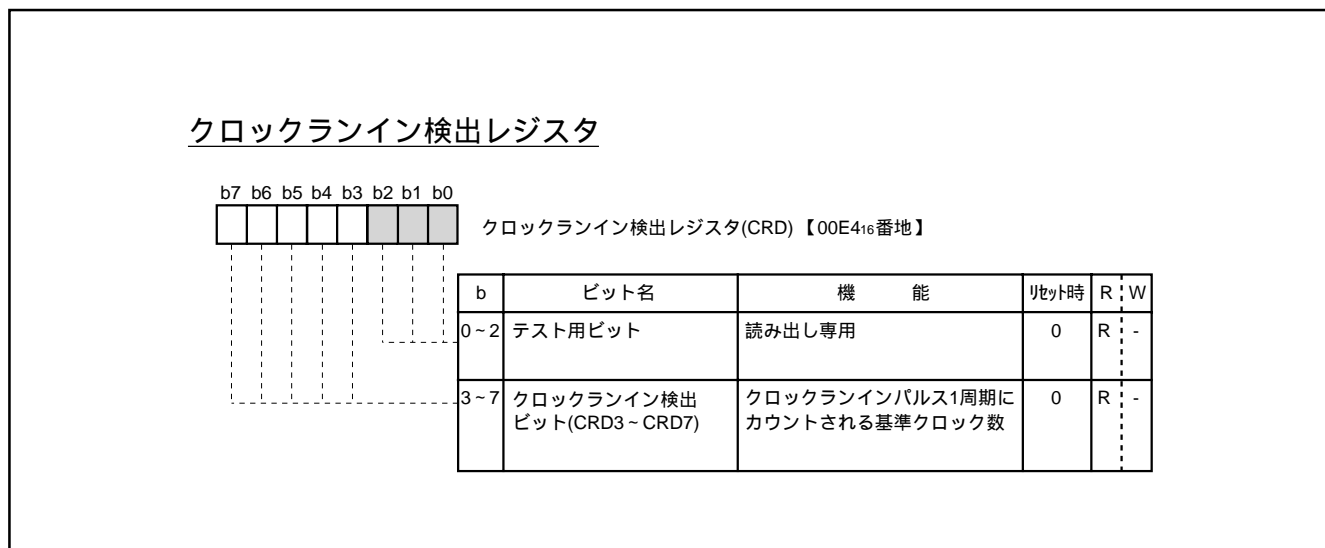 クロックランイン検出レジスタ
b7 b6 b5 b4 b3 b2 b1 b0
クロックランイン検出レジスタ(CRD)【00E4₁₆番地】
b ビット名 機 能 リセット時 R W
0~2 テスト用ビット 読み出し専用 0 R -
3~7 クロックランイン検出 クロックランインパルス1周期に 0 R -
ビット(CRD3~CRD7) カウントされる基準クロック数